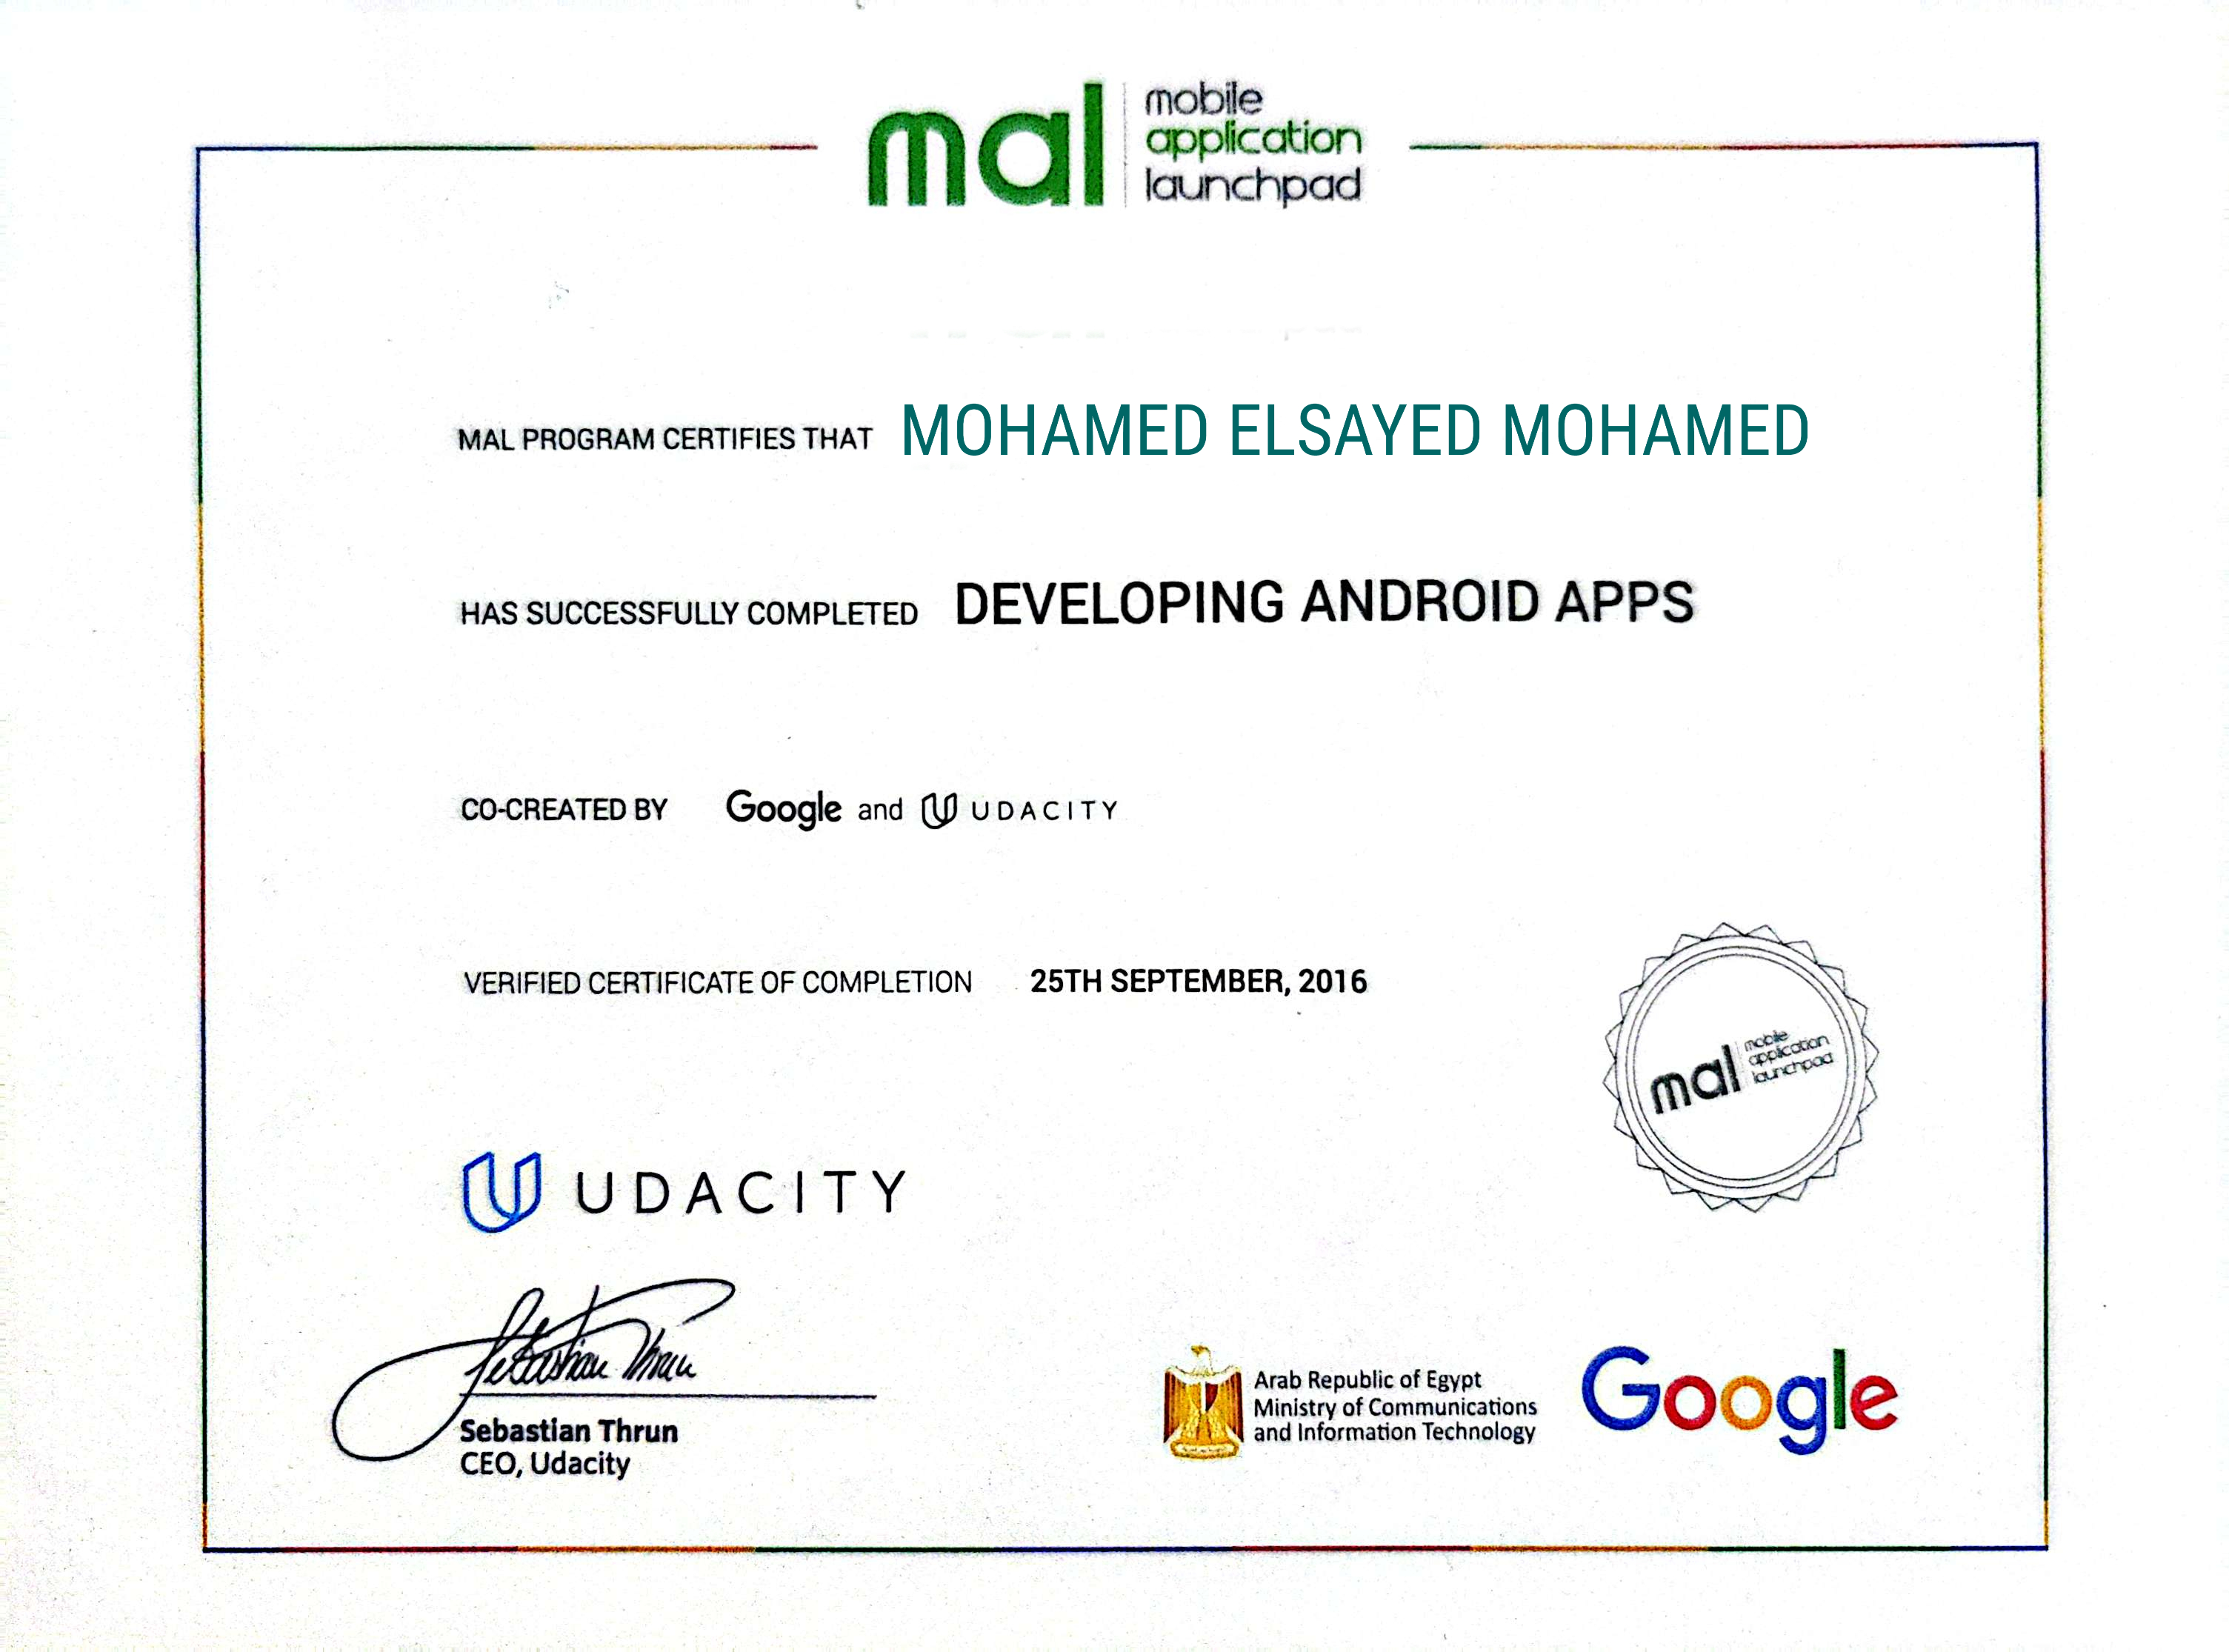 mal
mobile
application
launchpad
MAL PROGRAM CERTIFIES THAT MOHAMED ELSAYED MOHAMED
HAS SUCCESSFULLY COMPLETED DEVELOPING ANDROID APPS
CO-CREATED BY Google and UDACITY
VERIFIED CERTIFICATE OF COMPLETION 25TH SEPTEMBER, 2016
mal
mobile
application
launchpad
UDACITY
Sebastian Thrun
Sebastian Thrun
CEO, Udacity
Arab Republic of Egypt
Ministry of Communications
and Information Technology
Google